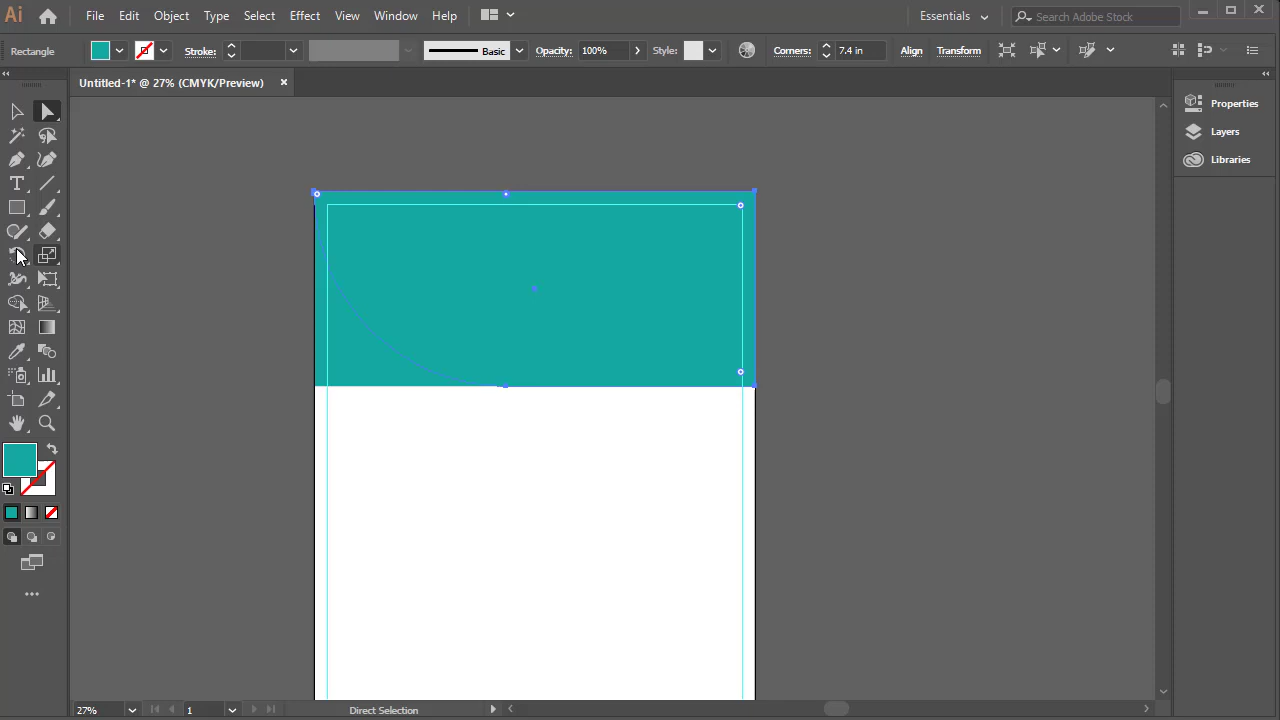 Ai File Edit Object Type Select Effect View Window Help Essentials Search Adobe Stock
Rectangle Stroke: Basic Opacity: 100% Style: Corners: 7.4 in Align Transform
Untitled-1* @ 27% (CMYK/Preview)
Properties
Layers
Libraries
27% 1 Direct Selection